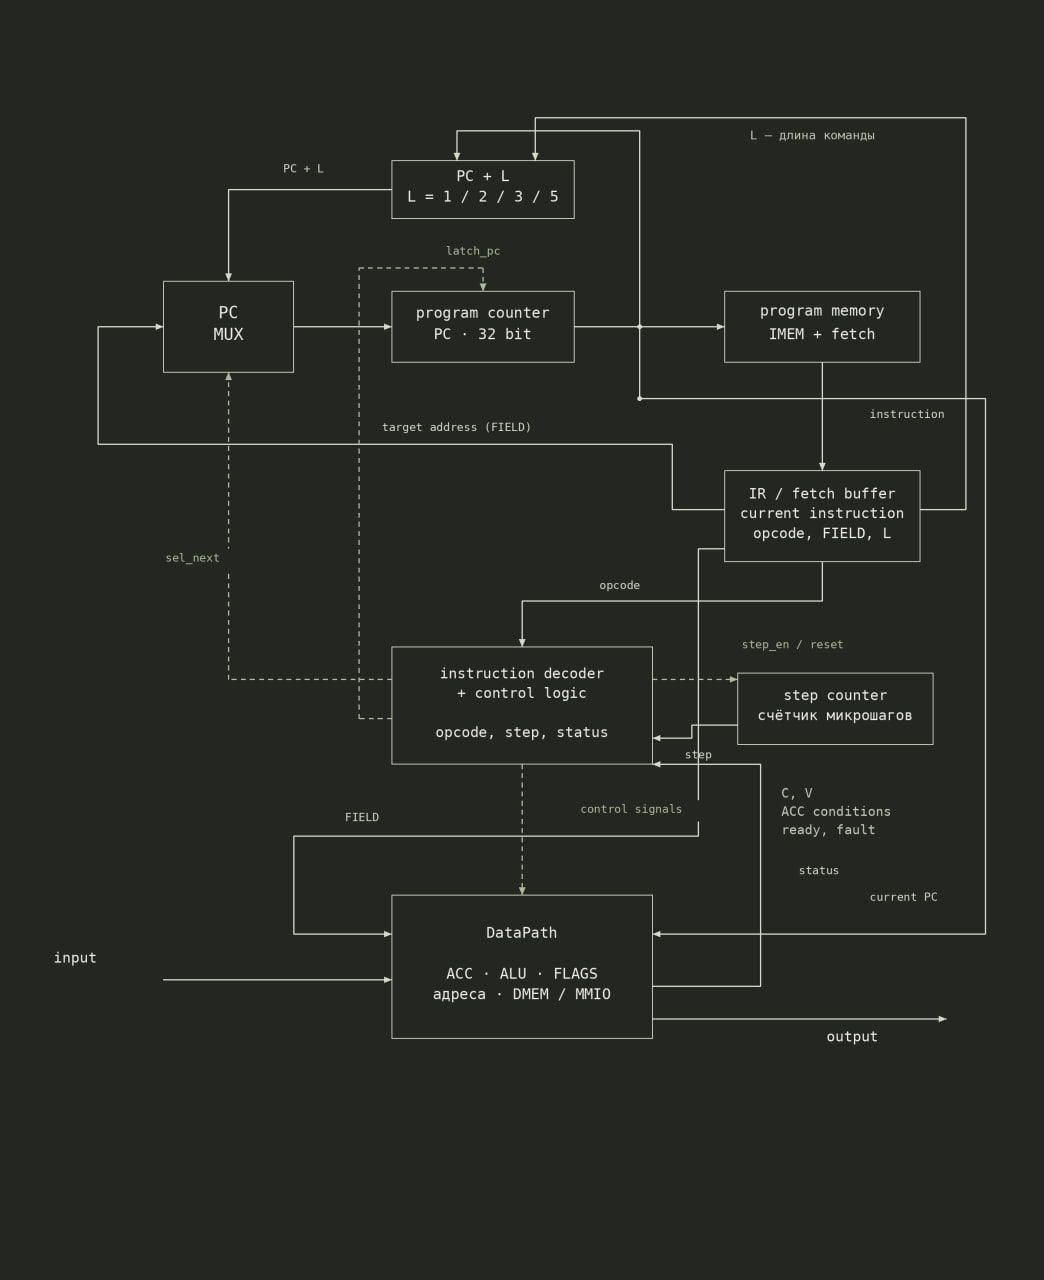 L — длина команды
PC + L
PC + L
L = 1 / 2 / 3 / 5
latch_pc
PC
MUX
program counter
PC · 32 bit
program memory
IMEM + fetch
instruction
target address (FIELD)
IR / fetch buffer
current instruction
opcode, FIELD, L
sel_next
opcode
step_en / reset
instruction decoder
+ control logic
opcode, step, status
step counter
счётчик микрошагов
step
C, V
ACC conditions
ready, fault
control signals
FIELD
status
current PC
DataPath
ACC · ALU · FLAGS
адреса · DMEM / MMIO
input
output